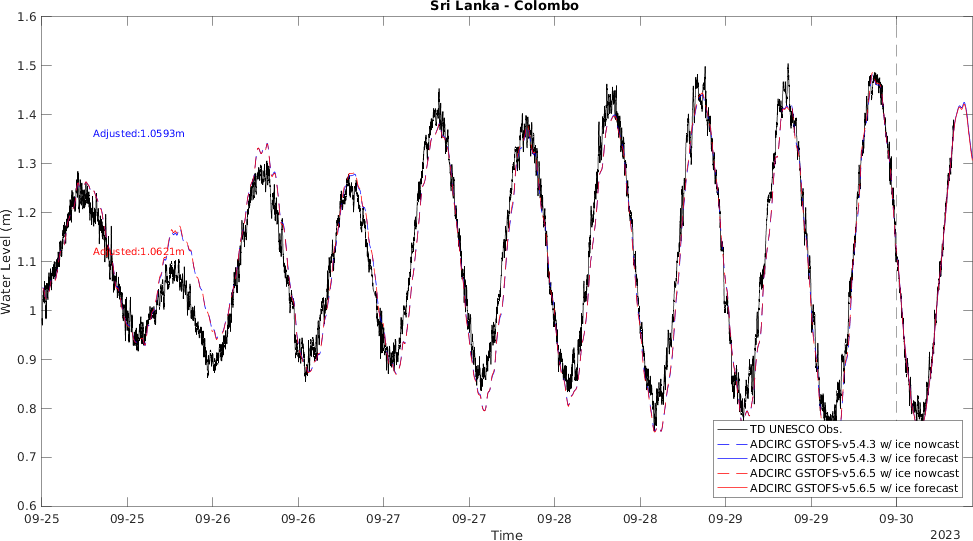 Sri Lanka - Colombo
1.6
1.5
1.4
1.3
1.2
1.1
1
0.9
0.8
0.7
0.6
Water Level (m)
Adjusted:1.0593m
Adjusted:1.0621m
TD UNESCO Obs.
ADCIRC GSTOFS-v5.4.3 w/ ice nowcast
ADCIRC GSTOFS-v5.4.3 w/ ice forecast
ADCIRC GSTOFS-v5.6.5 w/ ice nowcast
ADCIRC GSTOFS-v5.6.5 w/ ice forecast
09-25 09-25 09-26 09-26 09-27 09-27 09-28 09-28 09-29 09-29 09-30
Time
2023